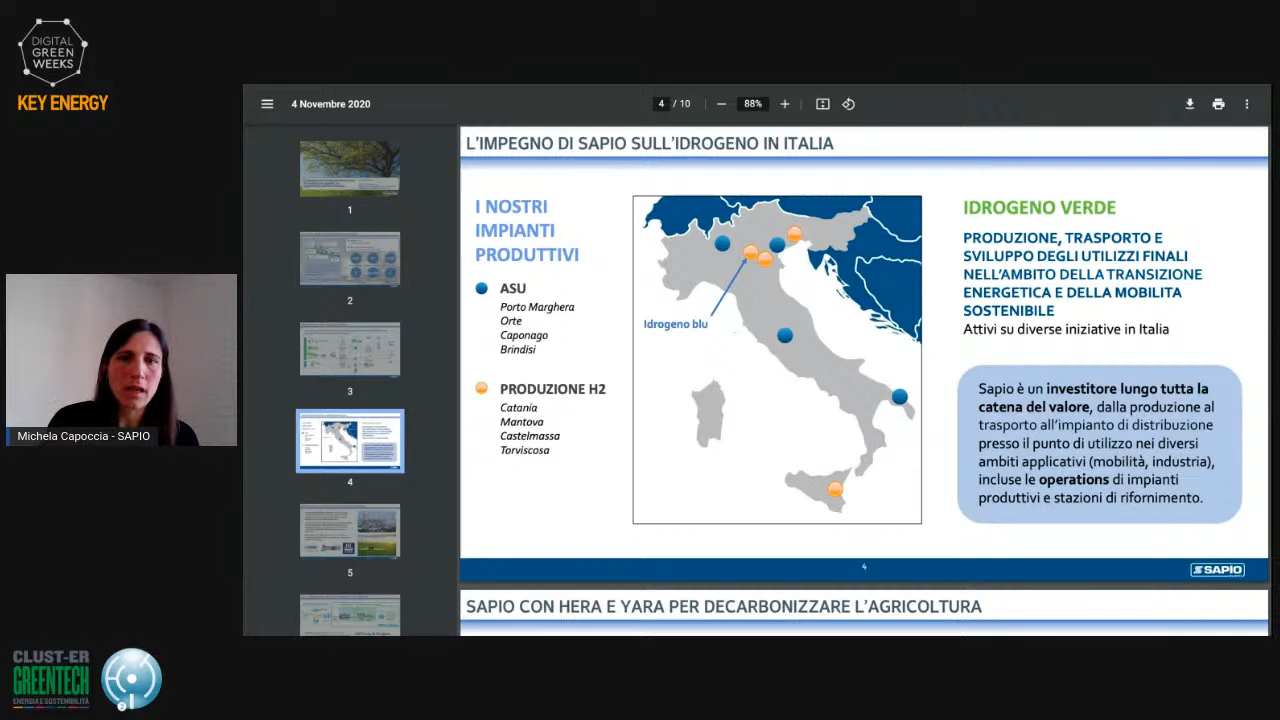 DIGITAL
GREEN
WEEKS
KEY ENERGY
4 Novembre 2020
4 / 10
88%
1
2
3
4
5
Michela Capoccia - SAPIO
L'IMPEGNO DI SAPIO SULL'IDROGENO IN ITALIA
I NOSTRI
IMPIANTI
PRODUTTIVI
ASU
Porto Marghera
Orte
Caponago
Brindisi
PRODUZIONE H2
Catania
Mantova
Castelmassa
Torviscosa
Idrogeno blu
IDROGENO VERDE
PRODUZIONE, TRASPORTO E
SVILUPPO DEGLI UTILIZZI FINALI
NELL'AMBITO DELLA TRANSIZIONE
ENERGETICA E DELLA MOBILITA
SOSTENIBILE
Attivi su diverse iniziative in Italia
Sapio è un investitore lungo tutta la
catena del valore, dalla produzione al
trasporto all'impianto di distribuzione
presso il punto di utilizzo nei diversi
ambiti applicativi (mobilità, industria),
incluse le operations di impianti
produttivi e stazioni di rifornimento.
4
SAPIO
SAPIO CON HERA E YARA PER DECARBONIZZARE L'AGRICOLTURA
CLUST-ER
GREENTECH
ENERGIA E SOSTENIBILITÀ
2